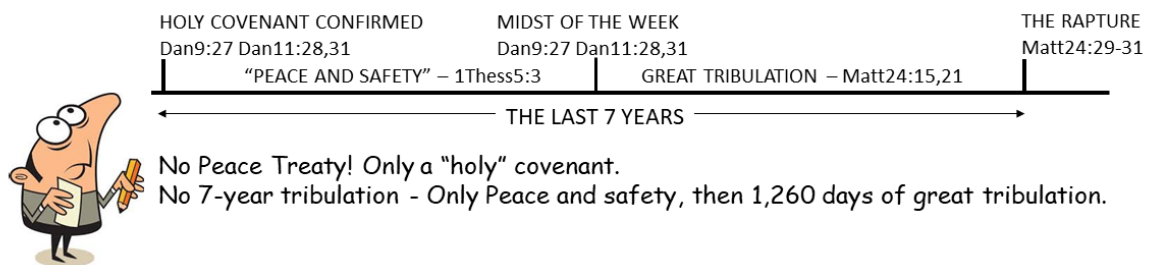 HOLY COVENANT CONFIRMED MIDST OF THE WEEK THE RAPTURE
Dan9:27 Dan11:28,31 Dan9:27 Dan11:28,31 Matt24:29-31
“PEACE AND SAFETY” – 1Thess5:3 GREAT TRIBULATION – Matt24:15,21
THE LAST 7 YEARS
No Peace Treaty! Only a “holy” covenant.
No 7-year tribulation - Only Peace and safety, then 1,260 days of great tribulation.